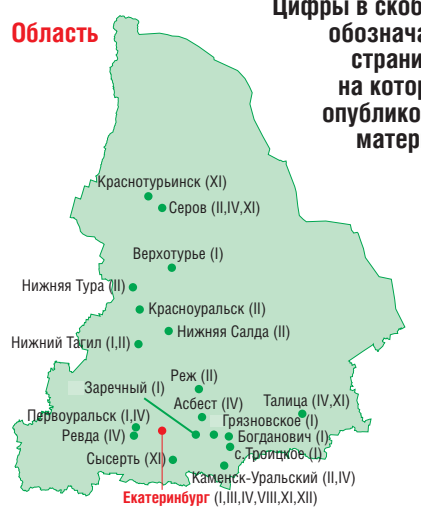 Область
Цифры в
обознача
страни
на котор
опублико
матер
Краснотурьинск (XI)
Серов (II,IV,XI)
Верхотурье (I)
Нижняя Тура (II)
Красноуральск (II)
Нижняя Салда (II)
Нижний Тагил (I,II)
Реж (II)
Заречный (I)
Асбест (IV)
Талица (IV,XI)
Первоуральск (I,IV)
Грязновское (I)
Ревда (IV)
Богданович (I)
с.Троицкое (I)
Сысерть (XI)
Каменск-Уральский (II,IV)
Екатеринбург (I,III,IV,VIII,XI,XII)